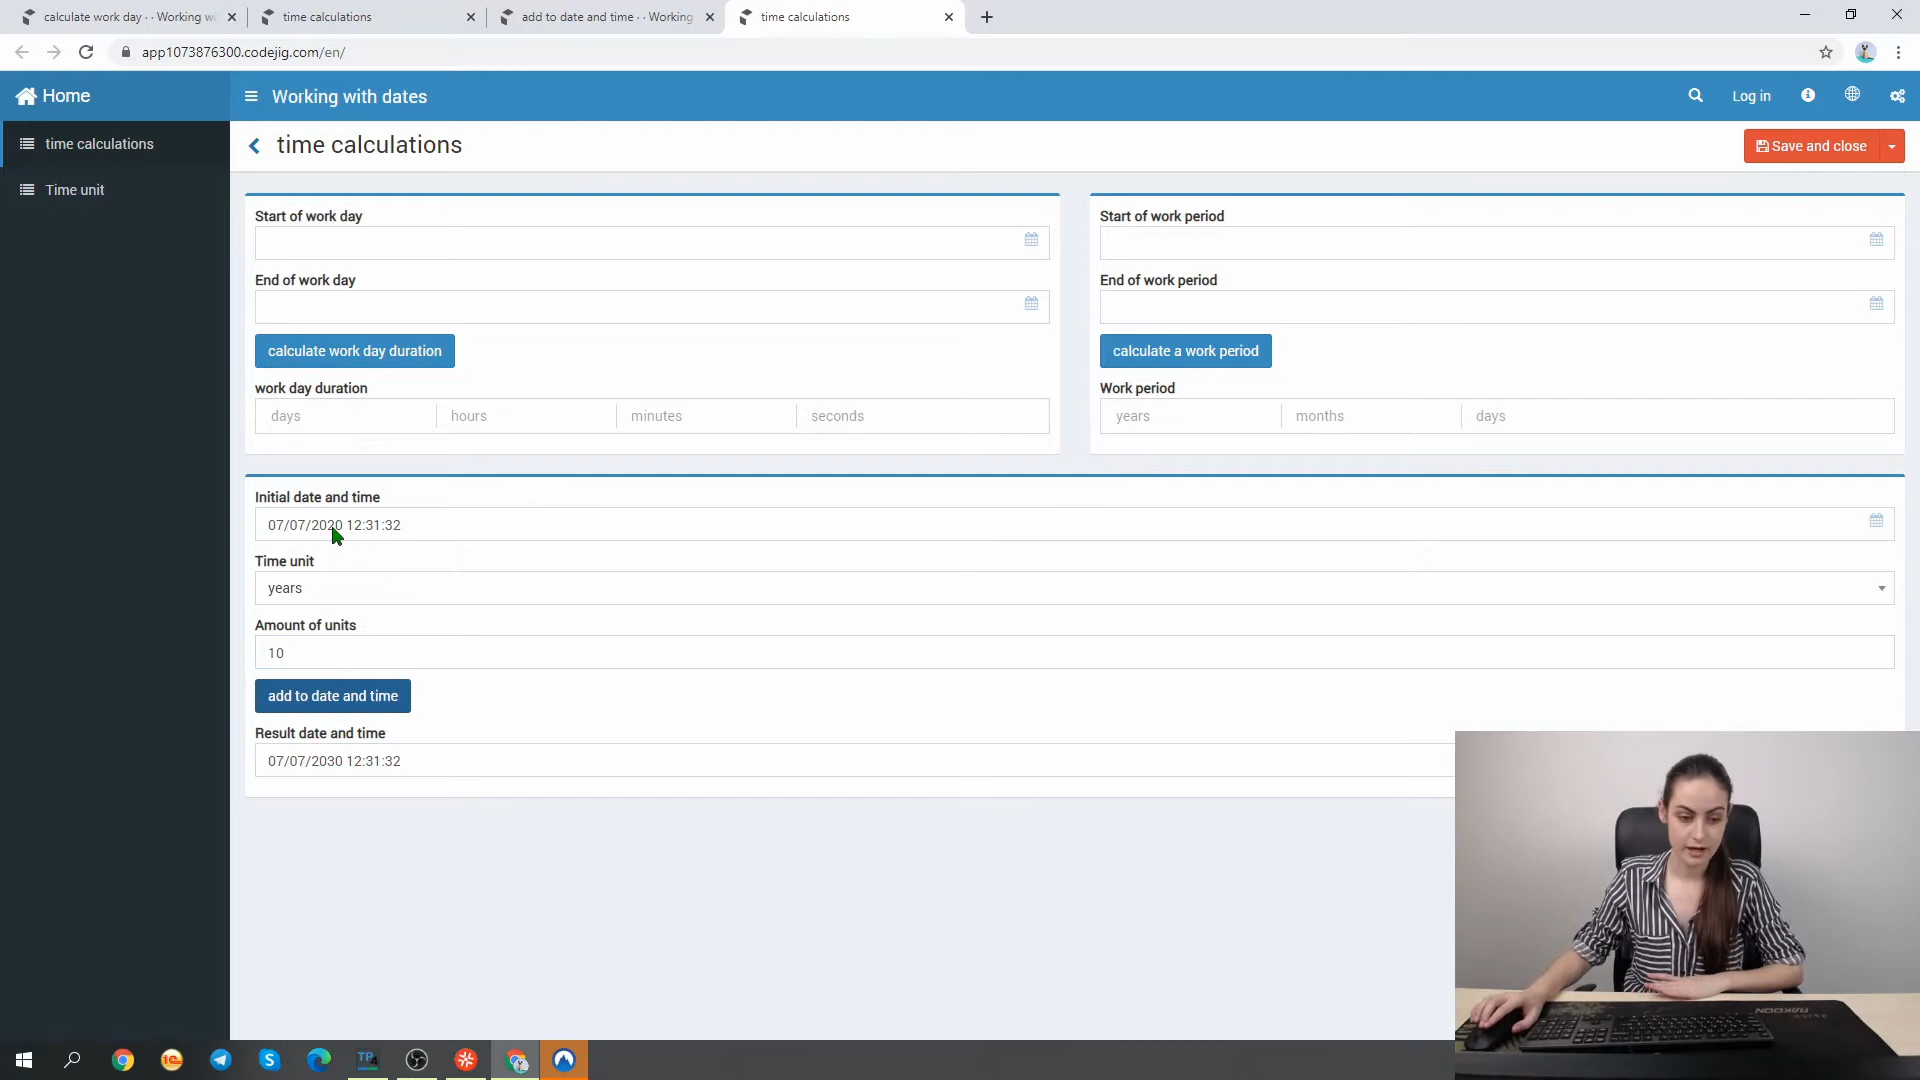 calculate work day · · Working wi
time calculations
add to date and time · · Working
time calculations
app1073876300.codejig.com/en/
Home
Working with dates
Log in
time calculations
time calculations
Save and close
Time unit
Start of work day
Start of work period
End of work day
End of work period
calculate work day duration
calculate a work period
work day duration
Work period
days hours minutes seconds
years months days
Initial date and time
07/07/2020 12:31:32
Time unit
years
Amount of units
10
add to date and time
Result date and time
07/07/2030 12:31:32